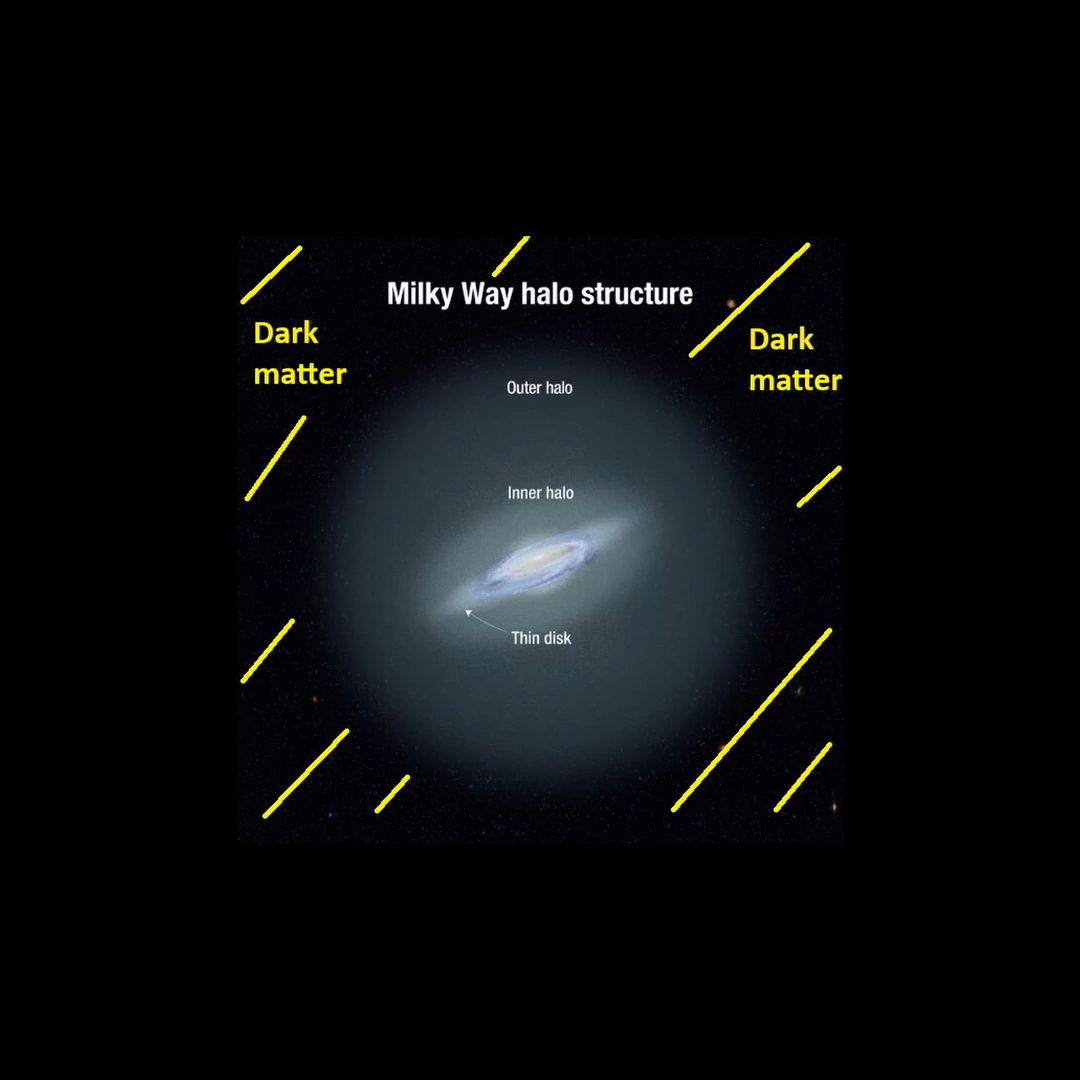 Milky Way halo structure
Dark
matter
Dark
matter
Outer halo
Inner halo
Thin disk